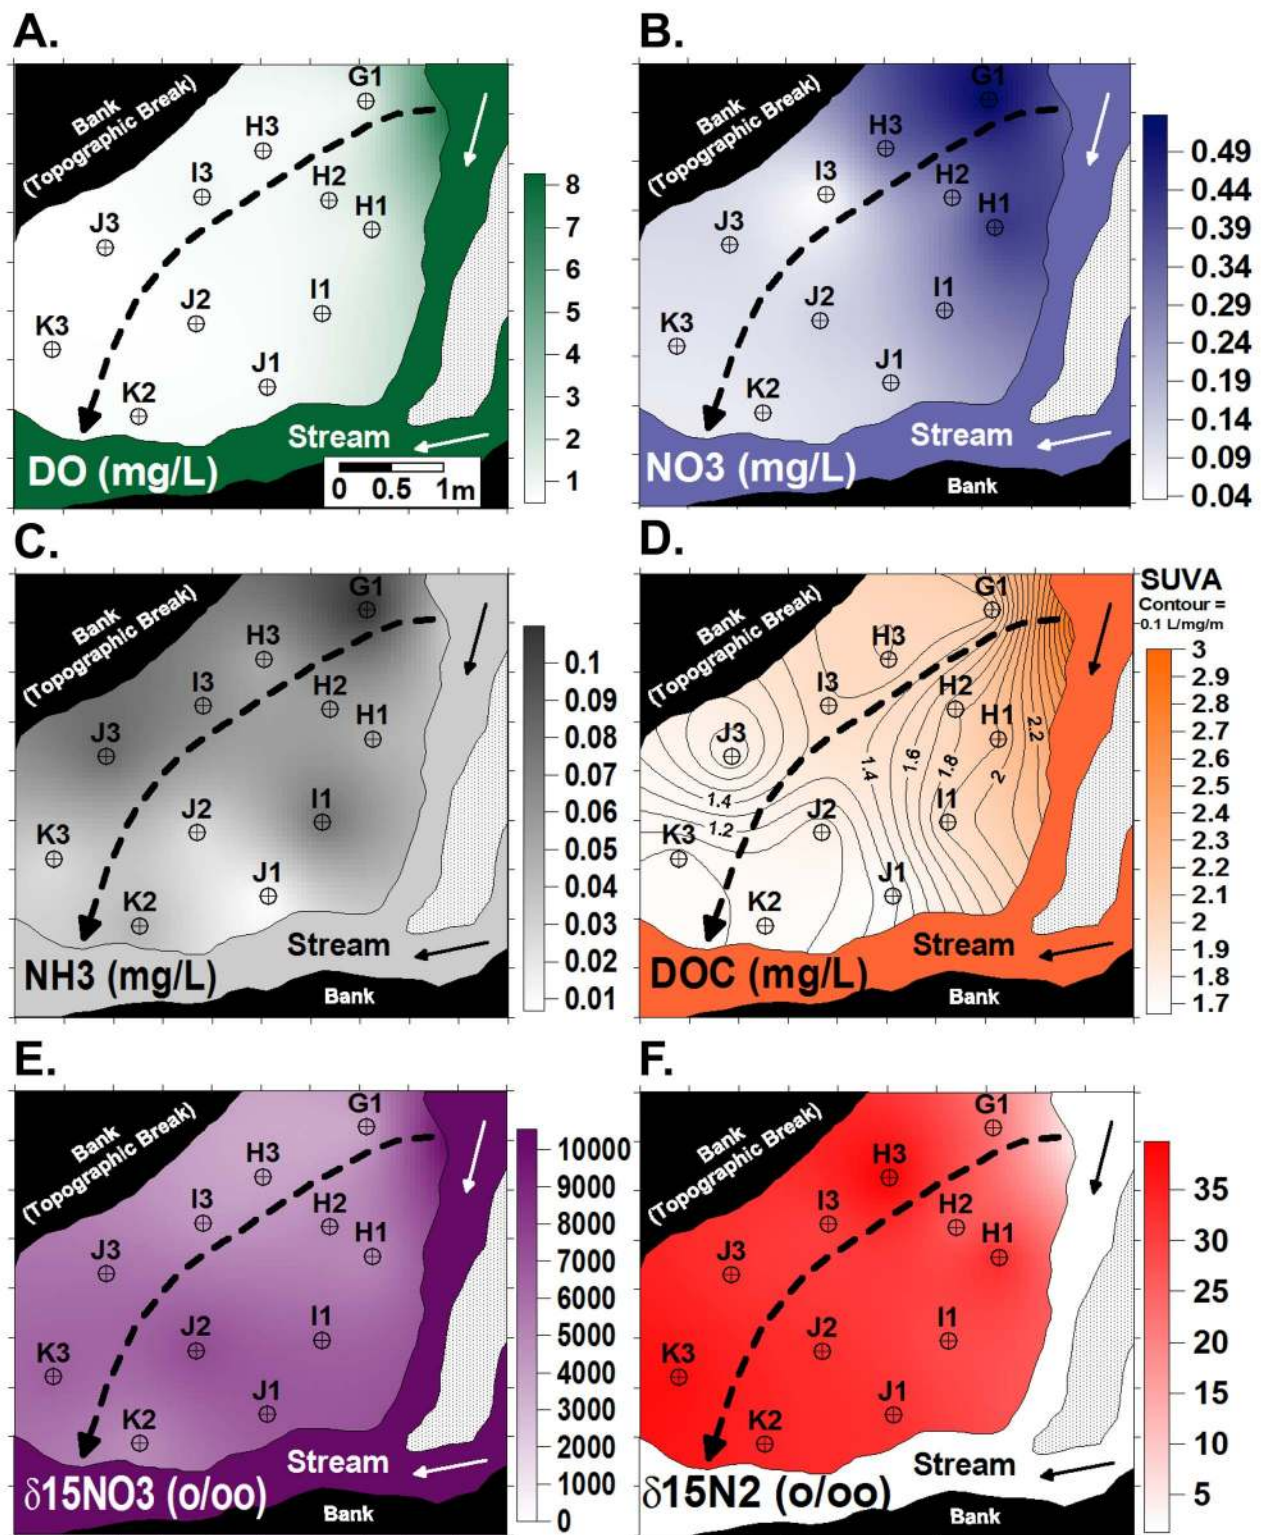 A.
Bank
(Topographic Break)
G1
H3
I3
H2
H1
J3
J2
I1
K3
J1
K2
Stream
DO (mg/L)
0 0.5 1m
8
7
6
5
4
3
2
1
B.
Bank
(Topographic Break)
G1
H3
I3
H2
H1
J3
J2
I1
K3
J1
K2
Stream
NO3 (mg/L)
Bank
0.49
0.44
0.39
0.34
0.29
0.24
0.19
0.14
0.09
0.04
C.
Bank
(Topographic Break)
G1
H3
I3
H2
H1
J3
J2
I1
K3
J1
K2
Stream
NH3 (mg/L)
Bank
0.1
0.09
0.08
0.07
0.06
0.05
0.04
0.03
0.02
0.01
D.
Bank
(Topographic Break)
G1
H3
I3
H2
H1
2.2
J3
1.4
1.6
1.8
2
1.4
1.2
J2
I1
K3
J1
K2
Stream
DOC (mg/L)
Bank
SUVA
Contour =
0.1 L/mg/m
3
2.9
2.8
2.7
2.6
2.5
2.4
2.3
2.2
2.1
2
1.9
1.8
1.7
E.
Bank
(Topographic Break)
G1
H3
I3
H2
H1
J3
J2
I1
K3
J1
K2
Stream
δ15NO3 (o/oo)
Bank
10000
9000
8000
7000
6000
5000
4000
3000
2000
1000
0
F.
Bank
(Topographic Break)
G1
H3
I3
H2
H1
J3
J2
I1
K3
J1
K2
Stream
δ15N2 (o/oo)
Bank
35
30
25
20
15
10
5